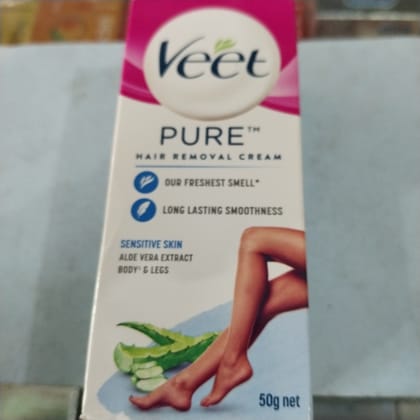 Veet
PURE™
HAIR REMOVAL CREAM
OUR FRESHEST SMELL*
LONG LASTING SMOOTHNESS
SENSITIVE SKIN
ALOE VERA EXTRACT
BODY◊ & LEGS
50g net